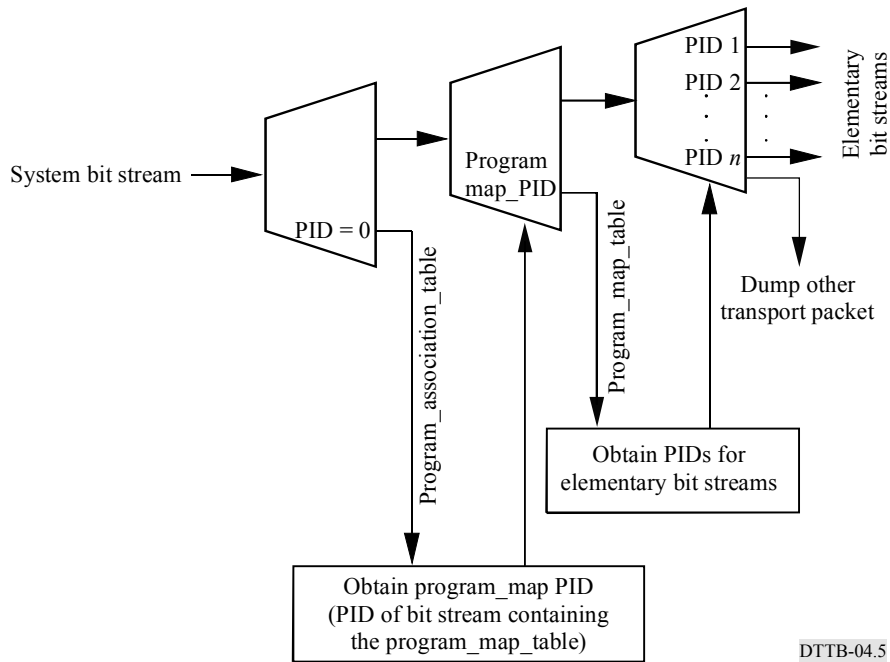 PID 1
PID 2
PID n
Elementary
bit streams
Program
map_PID
System bit stream
PID = 0
Program_association_table
Program_map_table
Dump other
transport packet
Obtain PIDs for
elementary bit streams
Obtain program_map PID
(PID of bit stream containing
the program_map_table)
DTTB-04.5